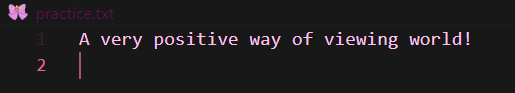 practice.txt
1 A very positive way of viewing world!
2